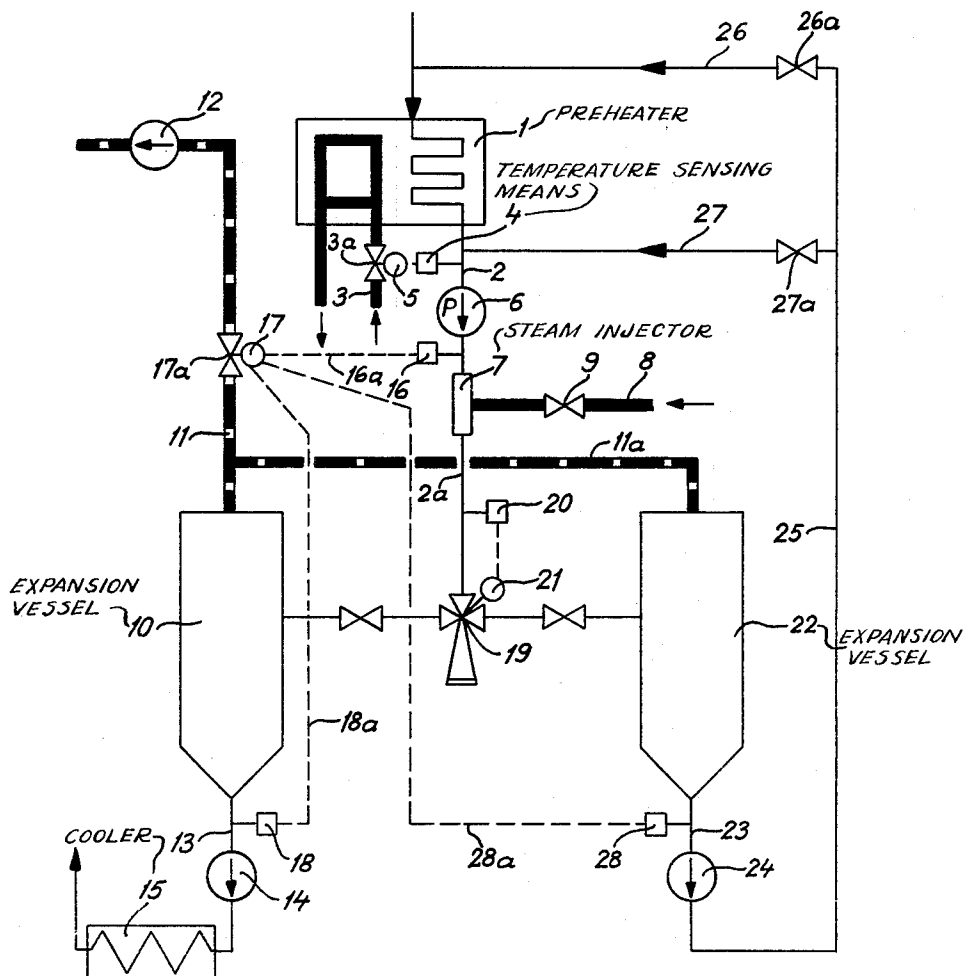 26
26a
12
1
PREHEATER
TEMPERATURE SENSING
MEANS
4
3a
27
2
3
5
P
6
27a
STEAM INJECTOR
17
7
17a
16a
16
9
8
11
11a
2a
20
25
EXPANSION
VESSEL
10
21
22
EXPANSION
VESSEL
19
18a
COOLER
13
18
28a
28
23
15
14
24